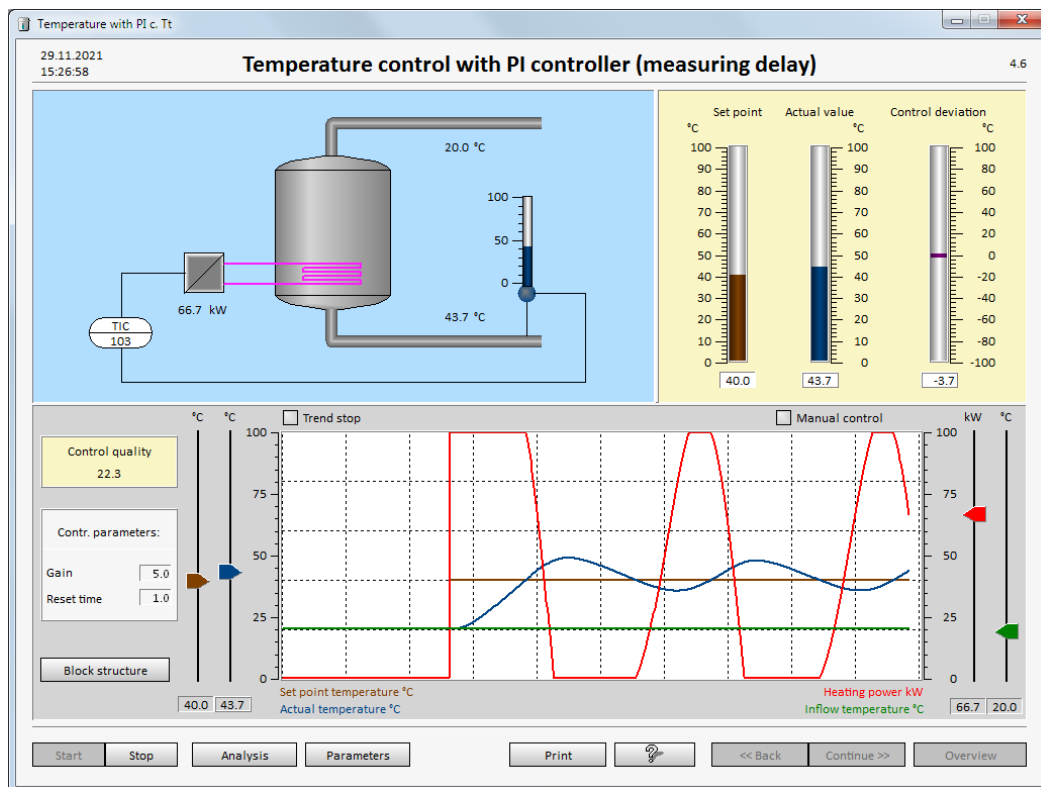 Temperature with PI c. Tt
29.11.2021
15:26:58
Temperature control with PI controller (measuring delay)
4.6
20.0 °C
100
50
0
66.7 kW
TIC
103
43.7 °C
Set point Actual value Control deviation
°C °C °C
100 100 100
90 90 80
80 80 60
70 70 40
60 60 20
50 50 0
40 40 -20
30 30 -40
20 20 -60
10 10 -80
0 0 -100
40.0 43.7 -3.7
°C °C
Trend stop
Manual control
kW °C
Control quality
22.3
Contr. parameters:
Gain 5.0
Reset time 1.0
Block structure
40.0 43.7
100
75
50
25
0
100
75
50
25
0
Set point temperature °C
Actual temperature °C
Heating power kW
Inflow temperature °C
66.7 20.0
Start Stop Analysis Parameters Print ? << Back Continue >> Overview